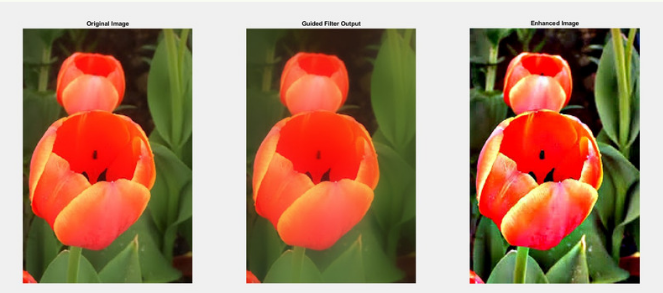 Original Image
Guided Filter Output
Enhanced Image